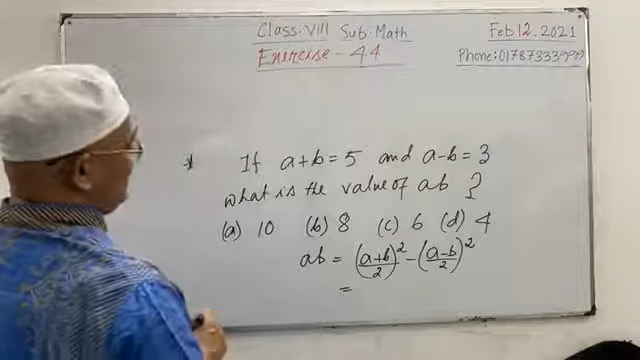 Class-VIII Sub-Math Feb 12.2021
Exercise - 4.4 Phone: 01787333999
* If a+b=5 and a-b=3
what is the value of ab ?
(a) 10 (b) 8 (c) 6 (d) 4
ab = (a+b/2)² - (a-b/2)²
=